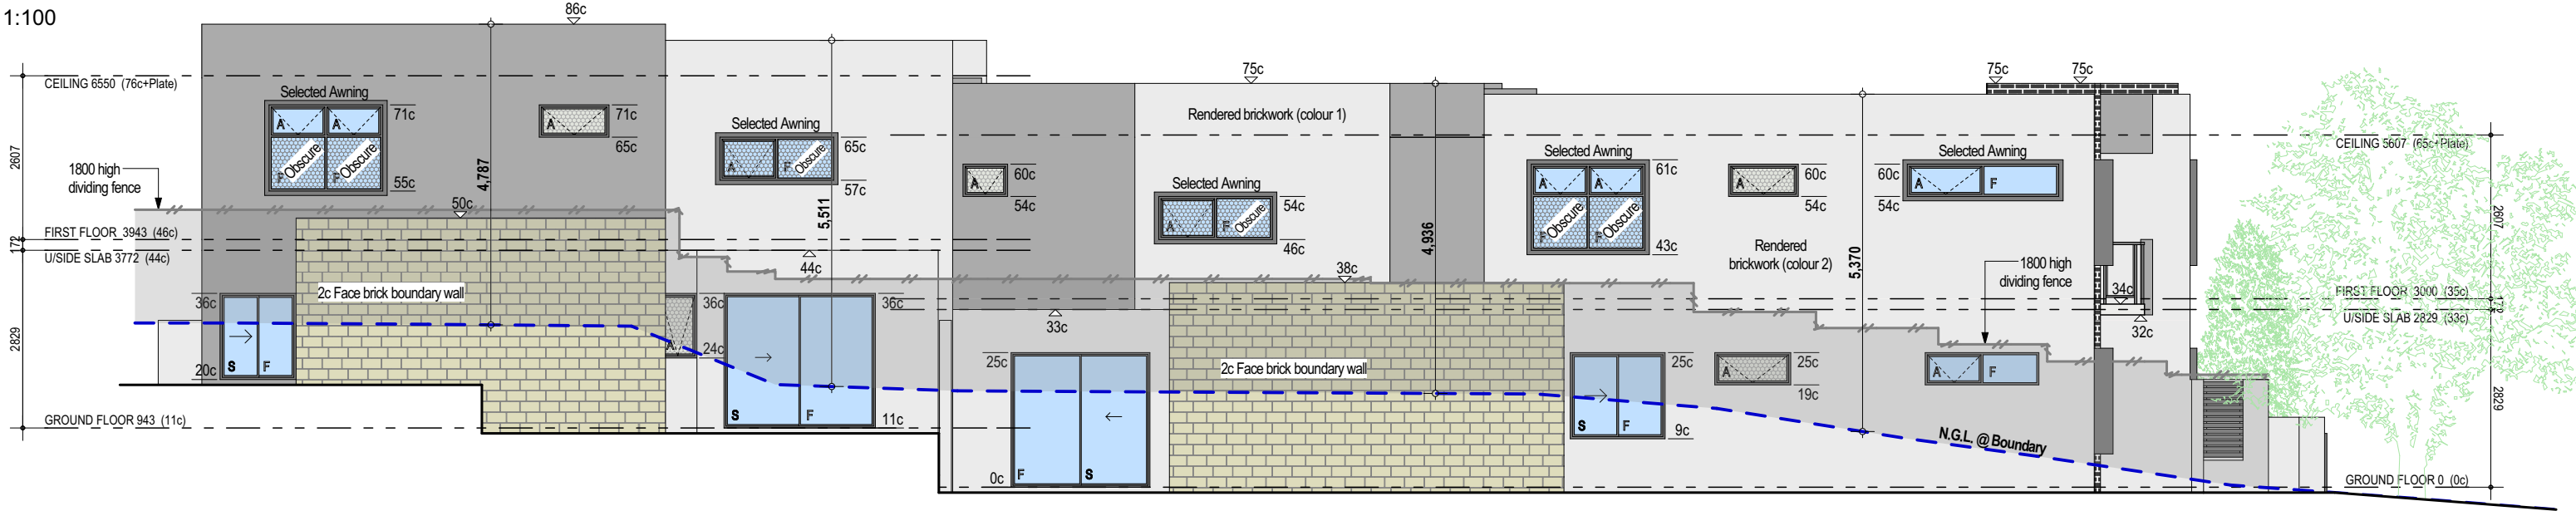 1:100
86c
75c
75c
75c
CEILING 6550 (76c+Plate)
Selected Awning
A
A
F
Obscure
F
Obscure
71c
55c
A
71c
65c
4,787
Selected Awning
A
F
Obscure
65c
57c
5,511
Rendered brickwork (colour 1)
A
60c
54c
Selected Awning
A
F
Obscure
54c
46c
4,936
Selected Awning
A
A
F
Obscure
F
Obscure
61c
43c
A
60c
54c
5,370
Selected Awning
60c
54c
A
F
CEILING 5607 (65c+Plate)
2607
172
2829
1800 high
dividing fence
50c
FIRST FLOOR 3943 (46c)
U/SIDE SLAB 3772 (44c)
44c
38c
Rendered
brickwork (colour 2)
1800 high
dividing fence
34c
32c
FIRST FLOOR 3000 (35c)
U/SIDE SLAB 2829 (33c)
2607
172
2829
36c
20c
S
F
2c Face brick boundary wall
A
36c
24c
S
F
36c
11c
33c
25c
0c
F
S
2c Face brick boundary wall
S
F
25c
9c
A
25c
19c
A
F
N.G.L. @ Boundary
GROUND FLOOR 943 (11c)
GROUND FLOOR 0 (0c)